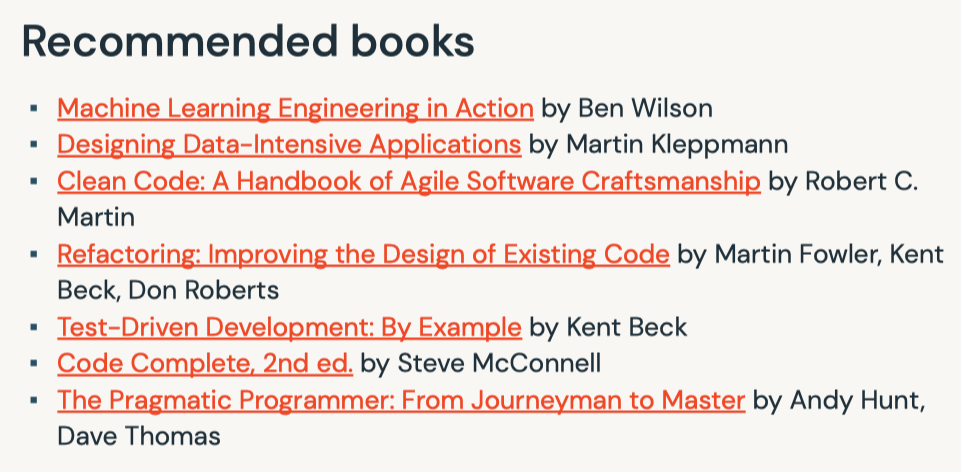 Recommended books
▪ Machine Learning Engineering in Action by Ben Wilson
▪ Designing Data-Intensive Applications by Martin Kleppmann
▪ Clean Code: A Handbook of Agile Software Craftsmanship by Robert C.
Martin
▪ Refactoring: Improving the Design of Existing Code by Martin Fowler, Kent
Beck, Don Roberts
▪ Test-Driven Development: By Example by Kent Beck
▪ Code Complete, 2nd ed. by Steve McConnell
▪ The Pragmatic Programmer: From Journeyman to Master by Andy Hunt,
Dave Thomas